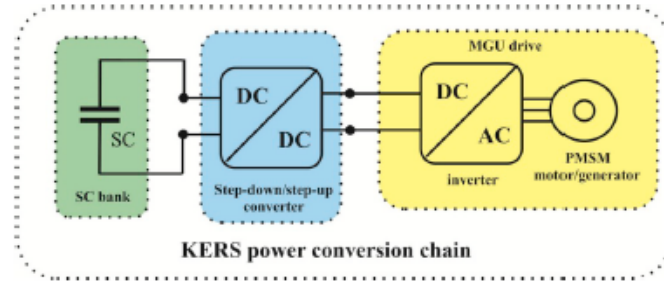 MGU drive
DC
DC
DC
AC
SC
SC bank
Step-down/step-up
converter
inverter
PMSM
motor/generator
KERS power conversion chain